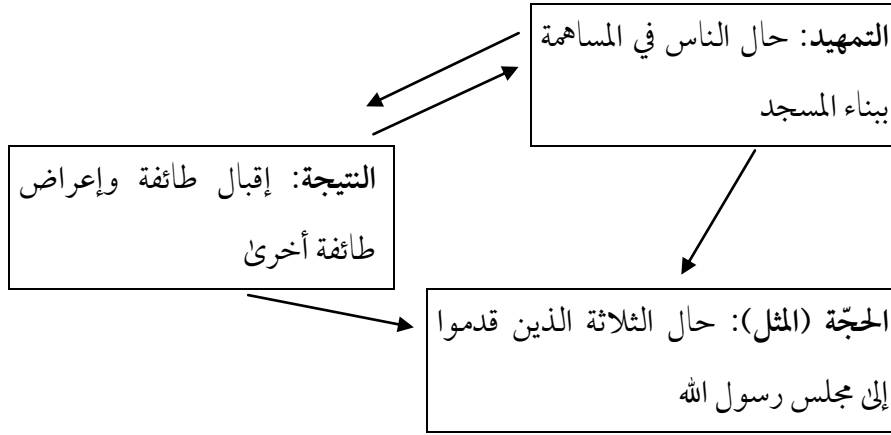 التمهيد: حال الناس في المساهمة
ببناء المسجد
النتيجة: إقبال طائفة وإعراض
طائفة أخرىٰ
الحجّة (المثل): حال الثلاثة الذين قدموا
إلىٰ مجلس رسول الله